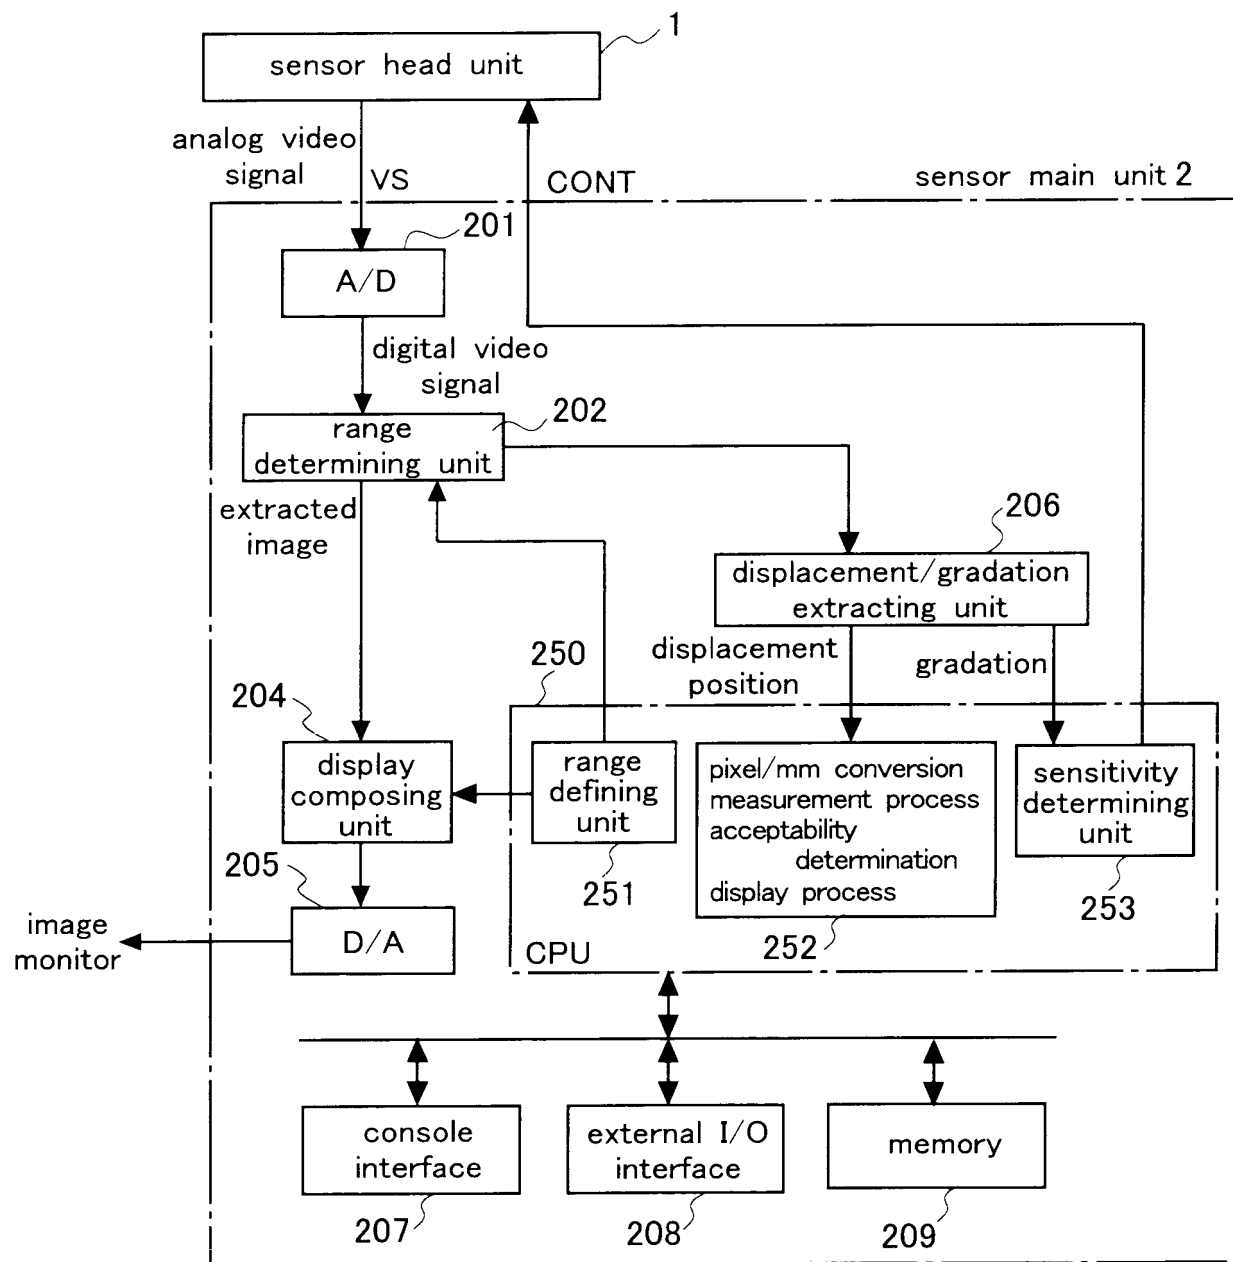 1
sensor head unit
analog video
signal
VS
CONT
sensor main unit 2
201
A/D
digital video
signal
202
range
determining unit
extracted
image
206
displacement/gradation
extracting unit
displacement
position
gradation
250
204
display
composing
unit
range
defining
unit
251
pixel/mm conversion
measurement process
acceptability
determination
display process
252
sensitivity
determining
unit
253
205
D/A
image
monitor
CPU
console
interface
207
external I/O
interface
208
memory
209